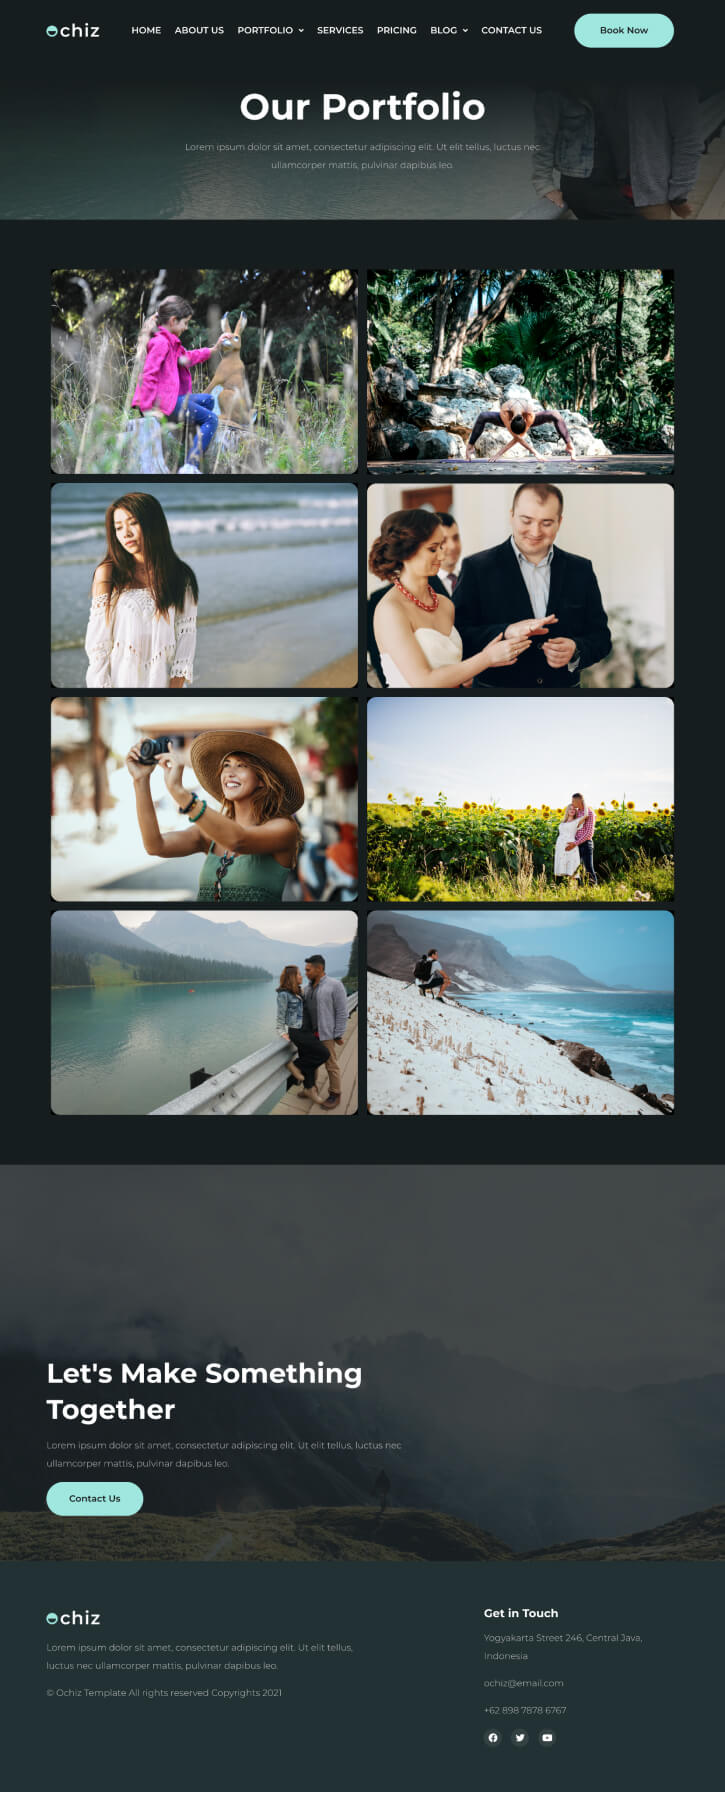 ochiz
HOME ABOUT US PORTFOLIO SERVICES PRICING BLOG CONTACT US
Book Now
Our Portfolio
Lorem ipsum dolor sit amet, consectetur adipiscing elit. Ut elit tellus, luctus nec
ullamcorper mattis, pulvinar dapibus leo.
Let's Make Something
Together
Lorem ipsum dolor sit amet, consectetur adipiscing elit. Ut elit tellus, luctus nec
ullamcorper mattis, pulvinar dapibus leo.
Contact Us
ochiz
Lorem ipsum dolor sit amet, consectetur adipiscing elit. Ut elit tellus,
luctus nec ullamcorper mattis, pulvinar dapibus leo.
© Ochiz Template All rights reserved Copyrights 2021
Get in Touch
Yogyakarta Street 246, Central Java,
Indonesia
ochiz@email.com
+62 898 7878 6767